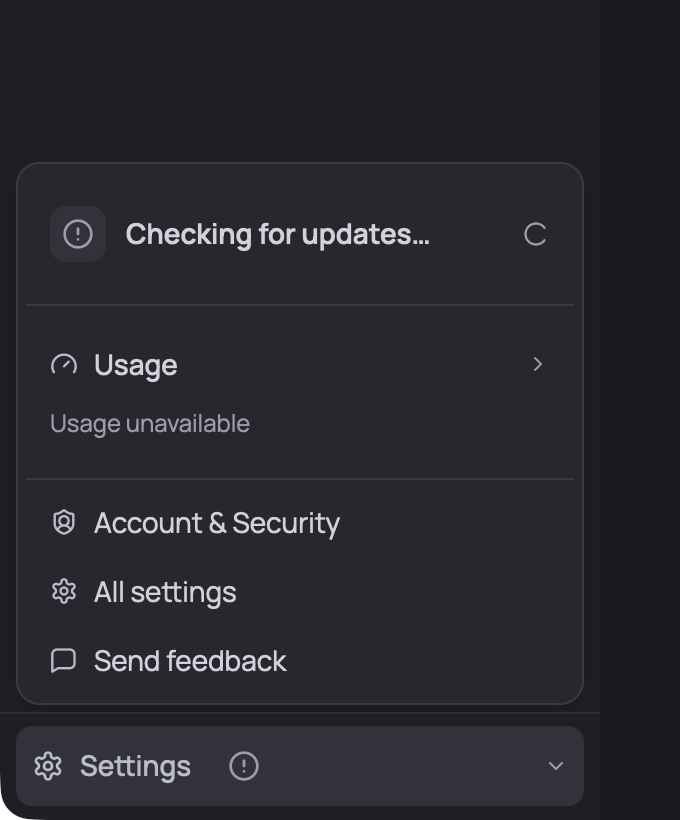 Checking for updates...
Usage
Usage unavailable
Account & Security
All settings
Send feedback
Settings